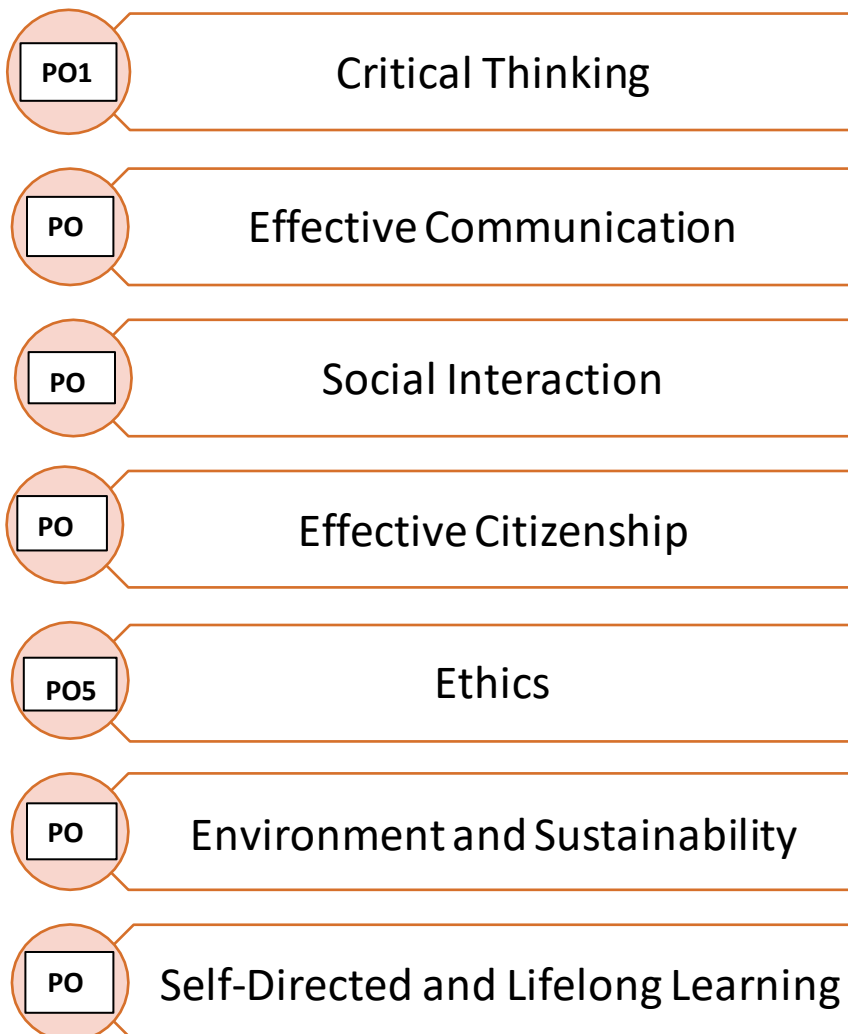 PO1 Critical Thinking
PO Effective Communication
PO Social Interaction
PO Effective Citizenship
PO5 Ethics
PO Environment and Sustainability
PO Self-Directed and Lifelong Learning